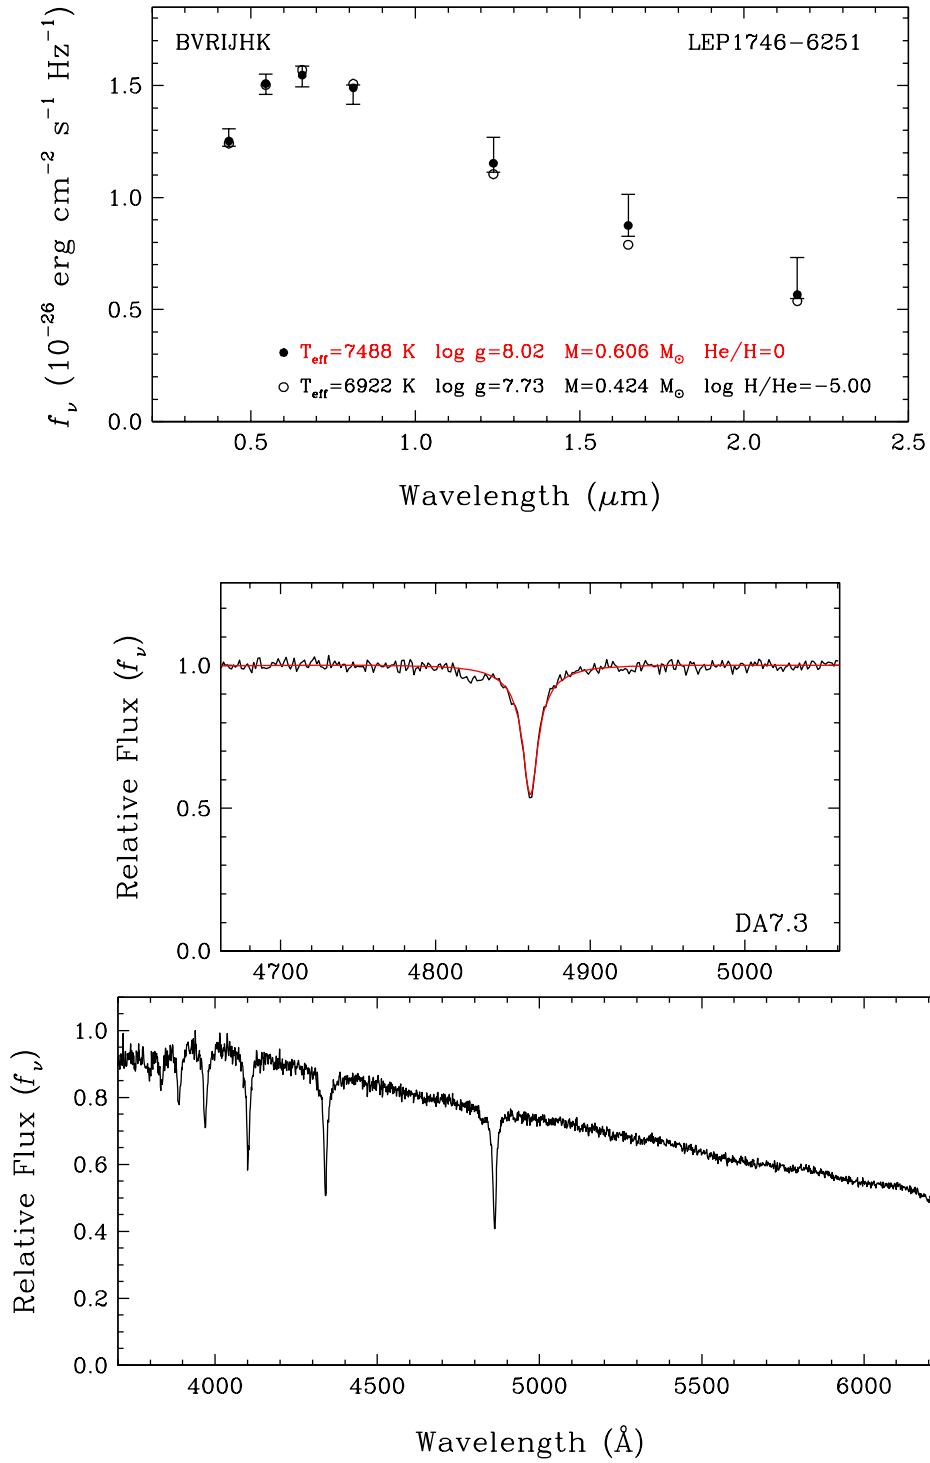 BVRIJHK LEP1746−6251
f_ν (10⁻²⁶ erg cm⁻² s⁻¹ Hz⁻¹)
1.5
1.0
0.5
0.0
● T_eff=7488 K log g=8.02 M=0.606 M_⊙ He/H=0
○ T_eff=6922 K log g=7.73 M=0.424 M_⊙ log H/He=−5.00
0.5 1.0 1.5 2.0 2.5
Wavelength (μm)
Relative Flux (f_ν)
1.0
0.5
0.0
DA7.3
4700 4800 4900 5000
Relative Flux (f_ν)
1.0
0.8
0.6
0.4
0.2
0.0
4000 4500 5000 5500 6000
Wavelength (Å)